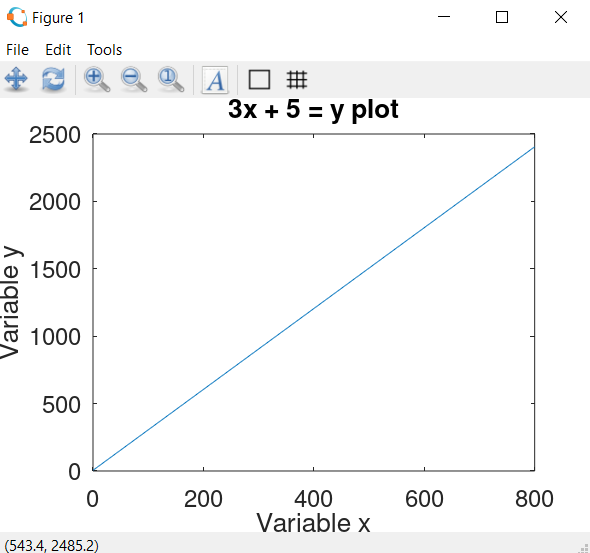 Figure 1
File Edit Tools
A
3x + 5 = y plot
2500
2000
1500
1000
500
0
Variable y
0 200 400 600 800
Variable x
(543.4, 2485.2)